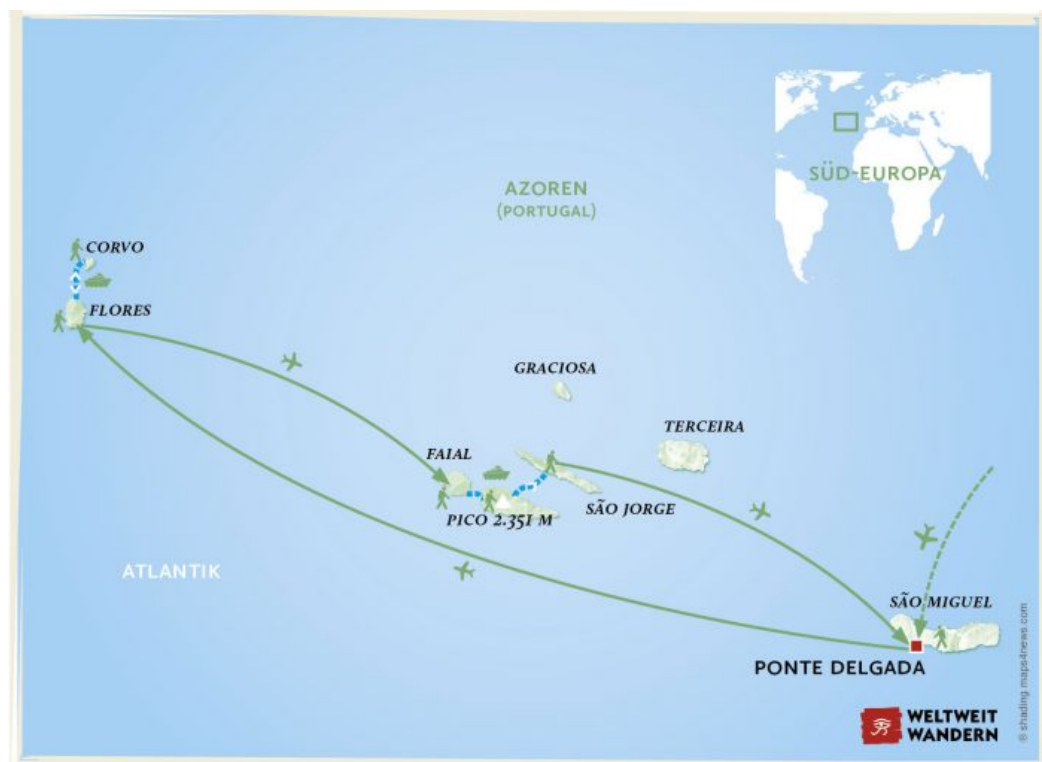 SÜD-EUROPA
AZOREN
(PORTUGAL)
CORVO
FLORES
GRACIOSA
TERCEIRA
FAIAL
SÃO JORGE
PICO 2.351 M
ATLANTIK
SÃO MIGUEL
PONTE DELGADA
WELTWEIT
WANDERN
© shading maps4news.com